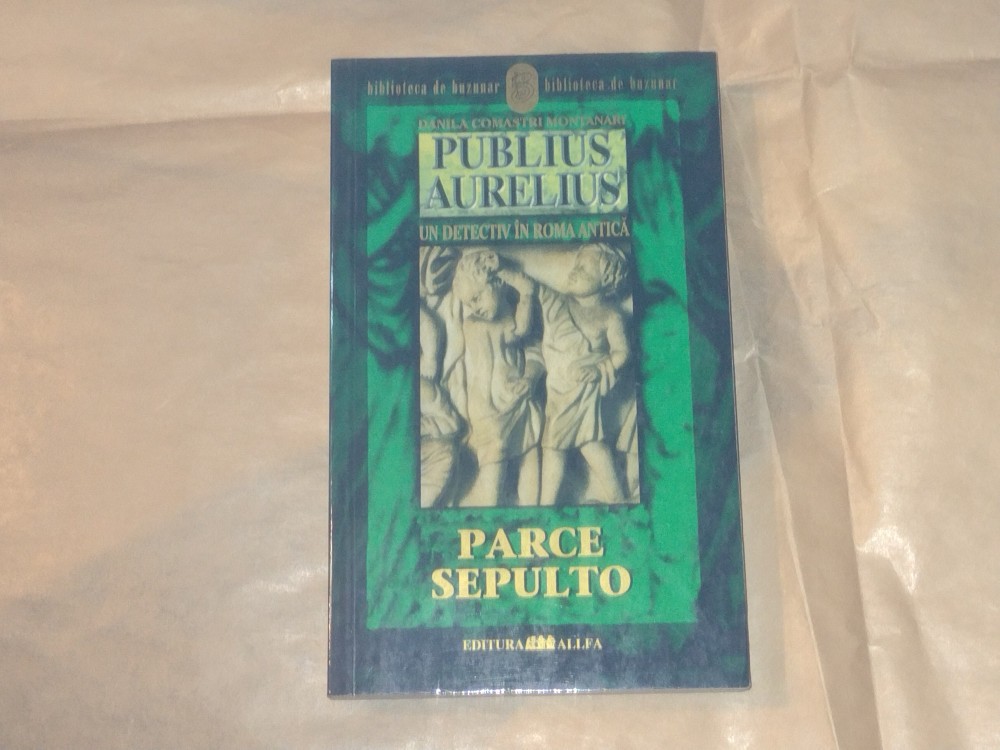 biblioteca de buzunar biblioteca de buzunar
DANILA COMASTRI MONTANARI
PUBLIUS
AURELIUS
UN DETECTIV ÎN ROMA ANTICĂ
PARCE
SEPULTO
EDITURA ALLFA